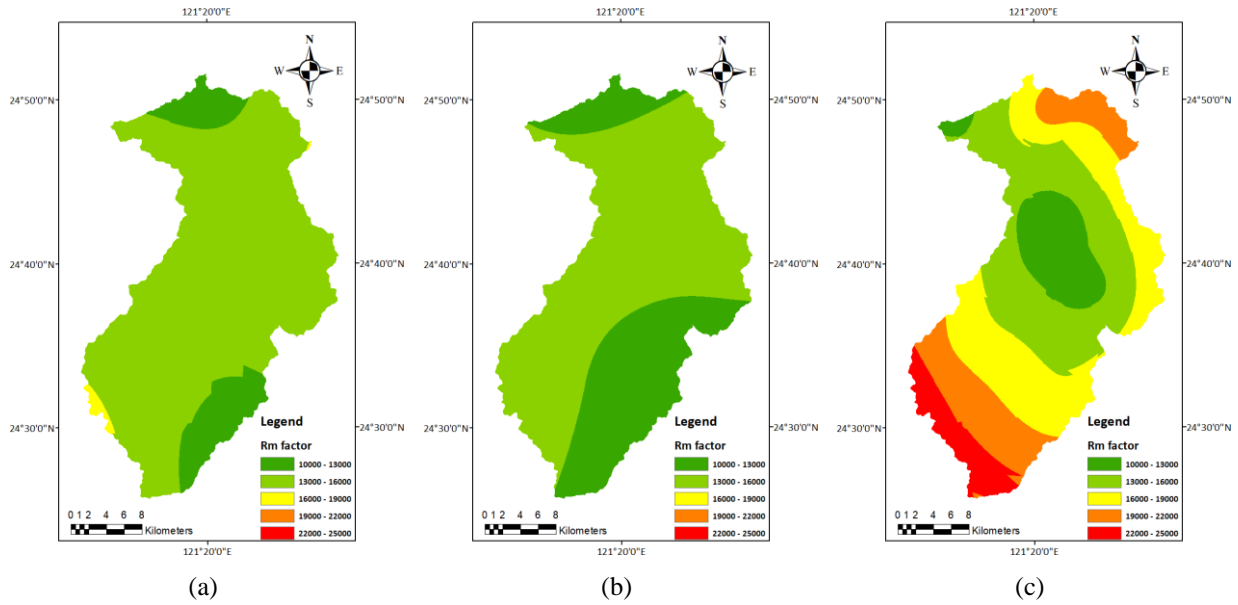 121°20'0"E
N
W E
S
24°50'0"N 24°50'0"N
24°40'0"N 24°40'0"N
24°30'0"N 24°30'0"N
Legend
Rm factor
10000 - 13000
13000 - 16000
16000 - 19000
19000 - 22000
22000 - 25000
0 1 2 4 6 8
Kilometers
121°20'0"E
(a)
121°20'0"E
N
W E
S
24°50'0"N 24°50'0"N
24°40'0"N 24°40'0"N
24°30'0"N 24°30'0"N
Legend
Rm factor
10000 - 13000
13000 - 16000
16000 - 19000
19000 - 22000
22000 - 25000
0 1 2 4 6 8
Kilometers
121°20'0"E
(b)
121°20'0"E
N
W E
S
24°50'0"N 24°50'0"N
24°40'0"N 24°40'0"N
24°30'0"N 24°30'0"N
Legend
Rm factor
10000 - 13000
13000 - 16000
16000 - 19000
19000 - 22000
22000 - 25000
0 1 2 4 6 8
Kilometers
121°20'0"E
(c)